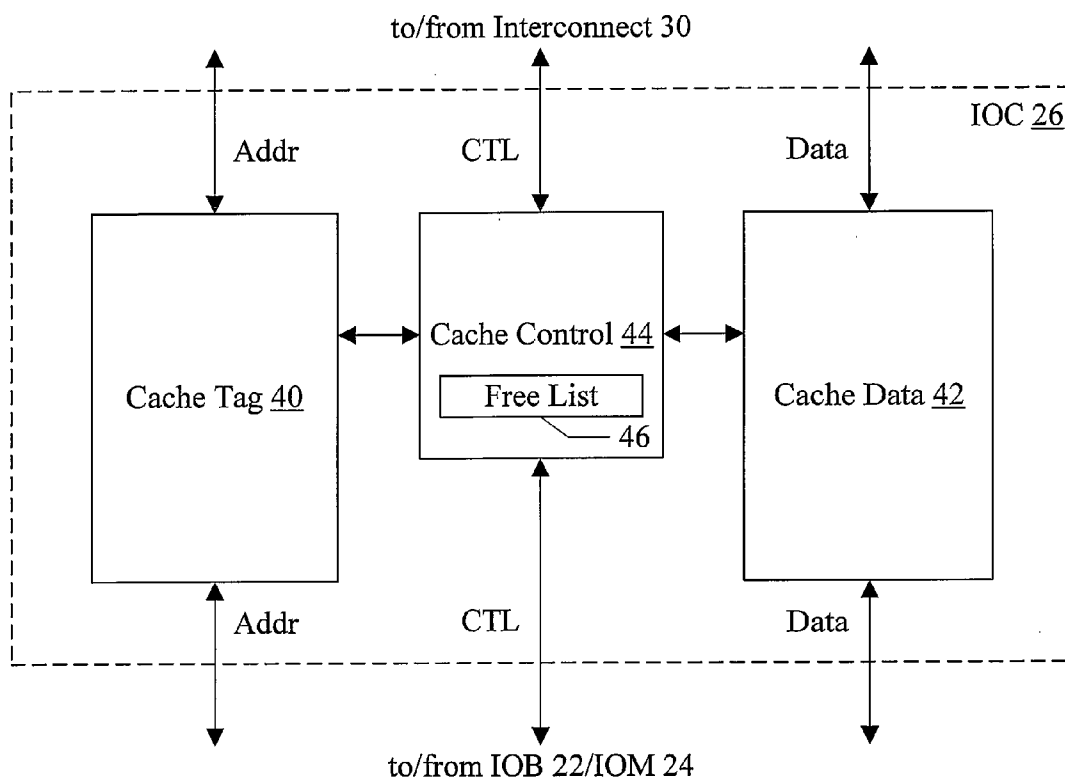 to/from Interconnect 30
IOC 26
Addr
CTL
Data
Cache Tag 40
Cache Control 44
Free List
46
Cache Data 42
Addr
CTL
Data
to/from IOB 22/IOM 24